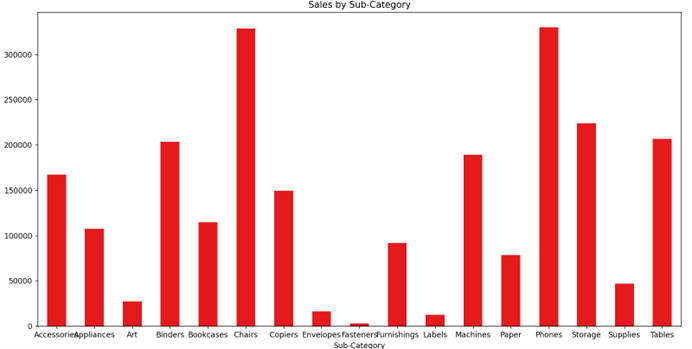 Sales by Sub-Category
300000
250000
200000
150000
100000
50000
0
Accessories Appliances Art Binders Bookcases Chairs Copiers Envelopes Fasteners Furnishings Labels Machines Paper Phones Storage Supplies Tables
Sub-Category